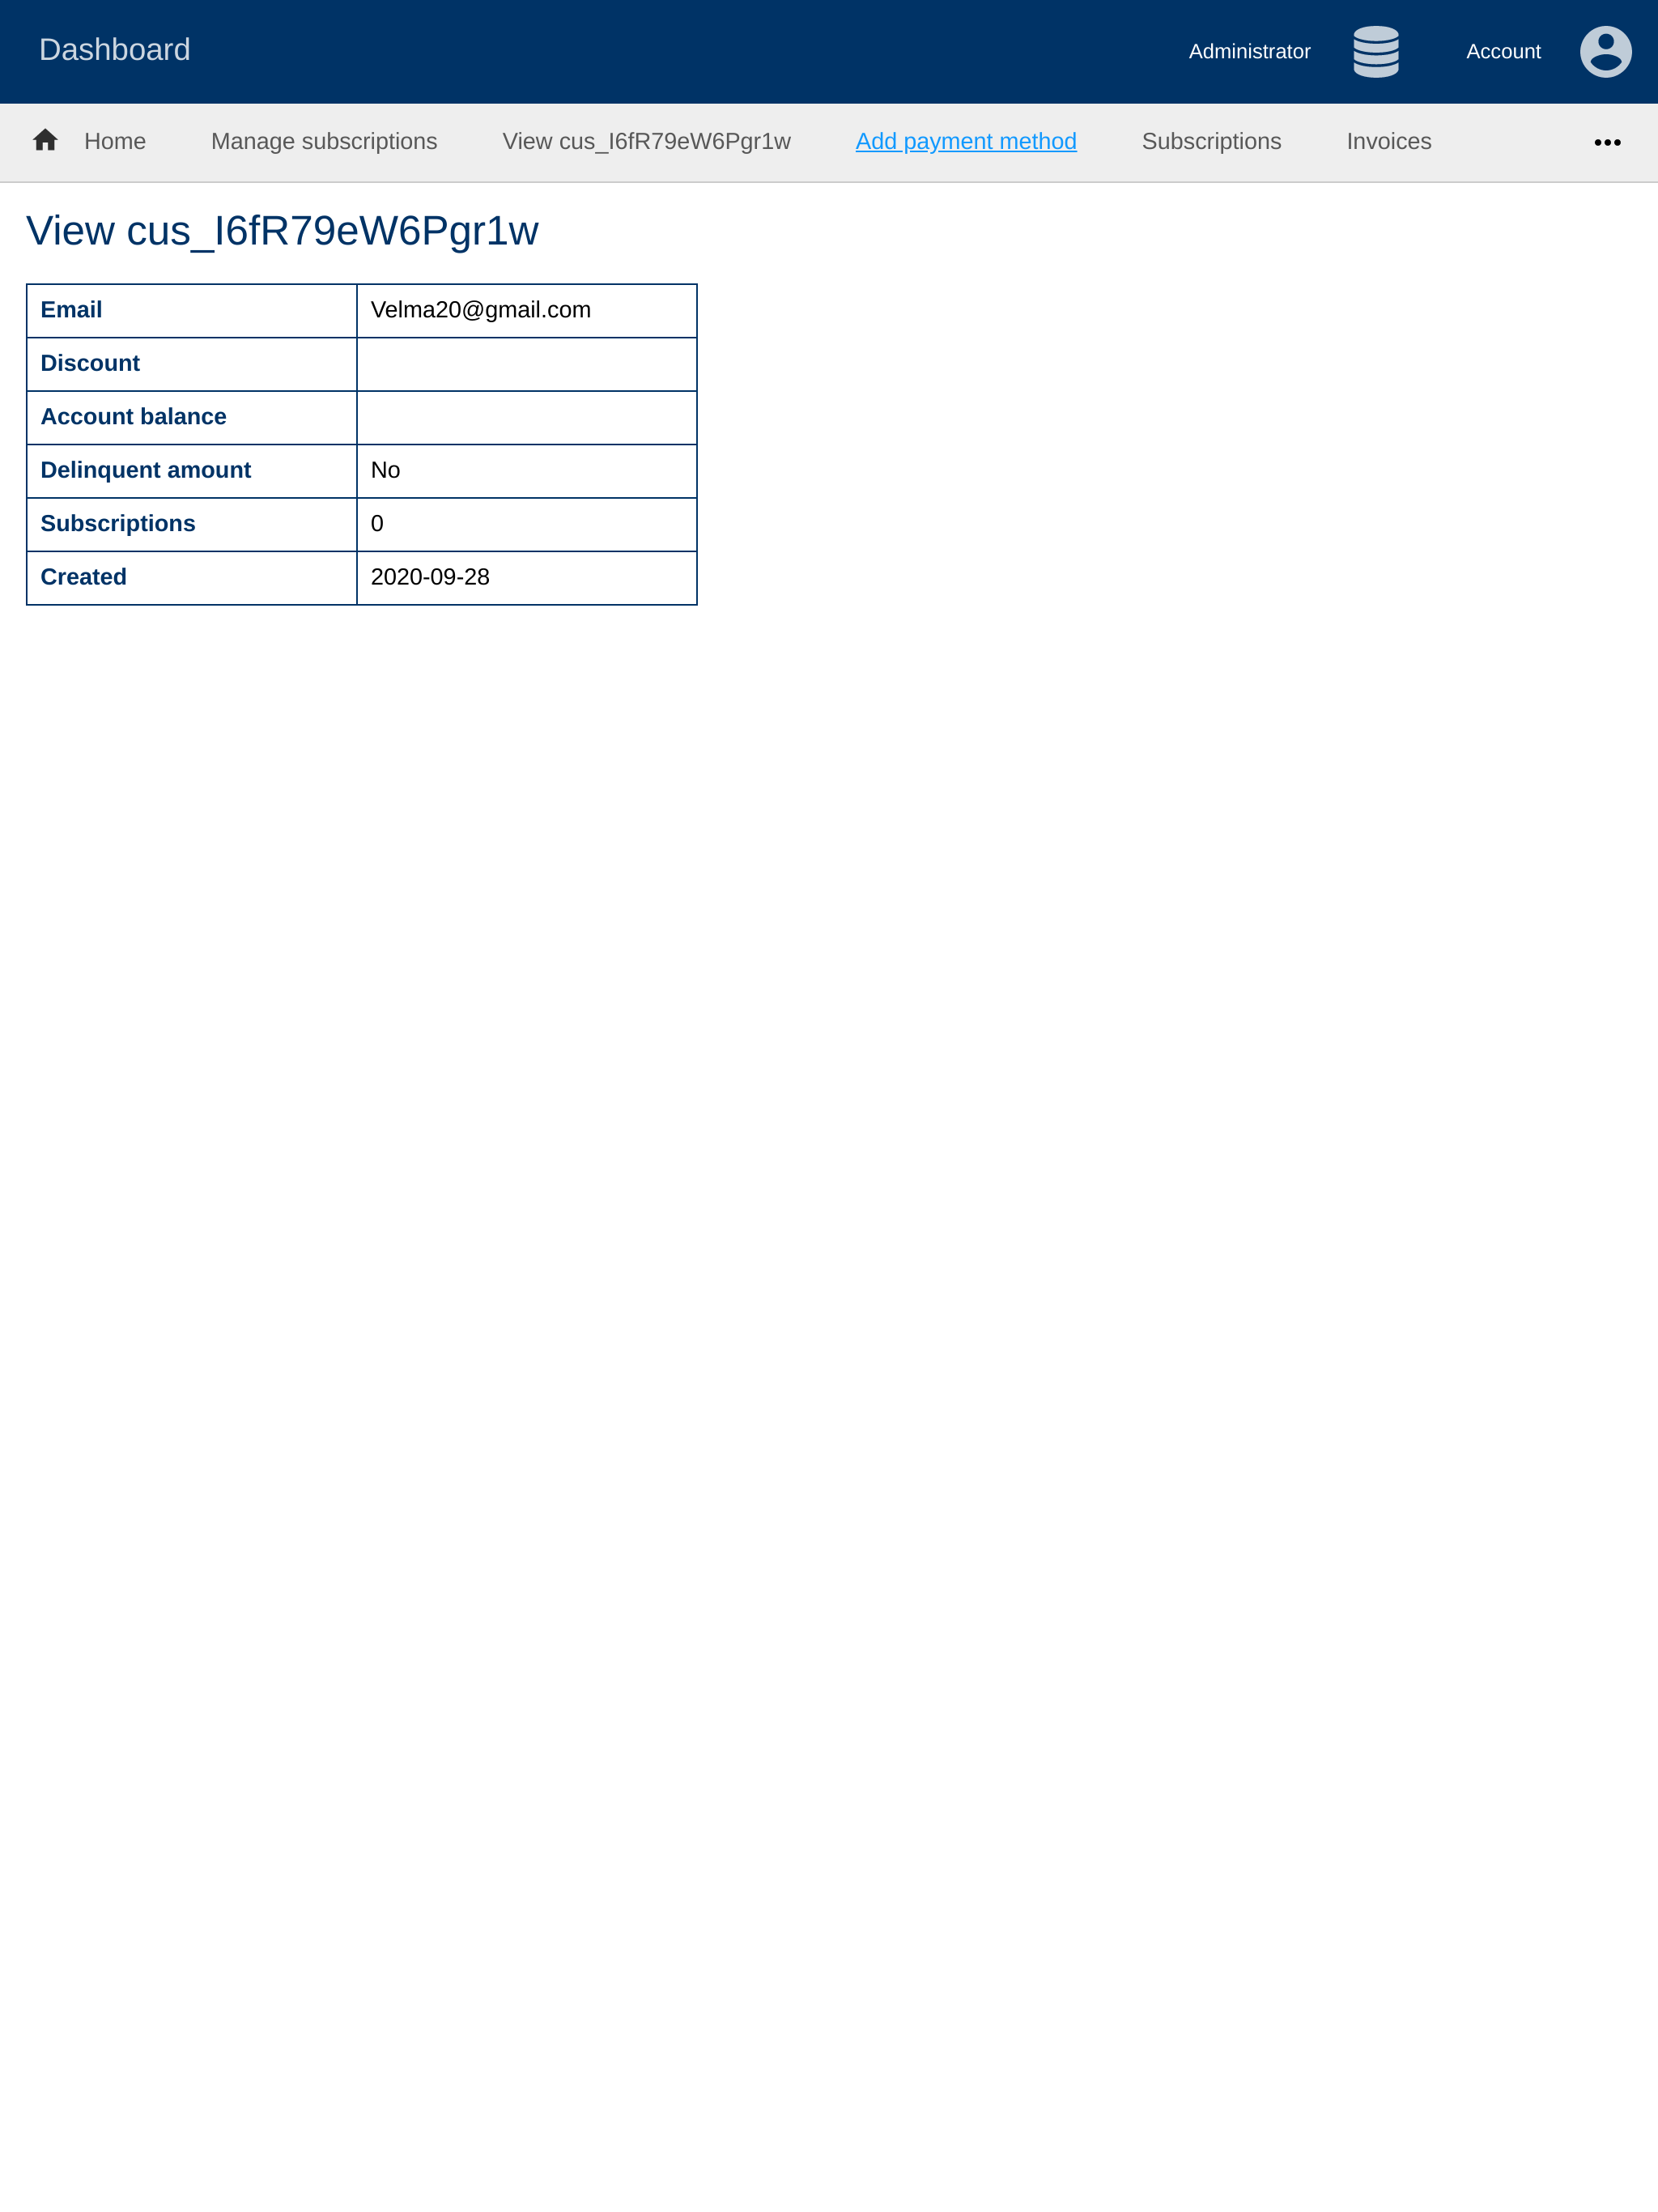 Dashboard
Administrator
Account
Home
Manage subscriptions
View cus_I6fR79eW6Pgr1w
Add payment method
Subscriptions
Invoices
View cus_I6fR79eW6Pgr1w
Email Velma20@gmail.com
Discount
Account balance
Delinquent amount No
Subscriptions 0
Created 2020-09-28